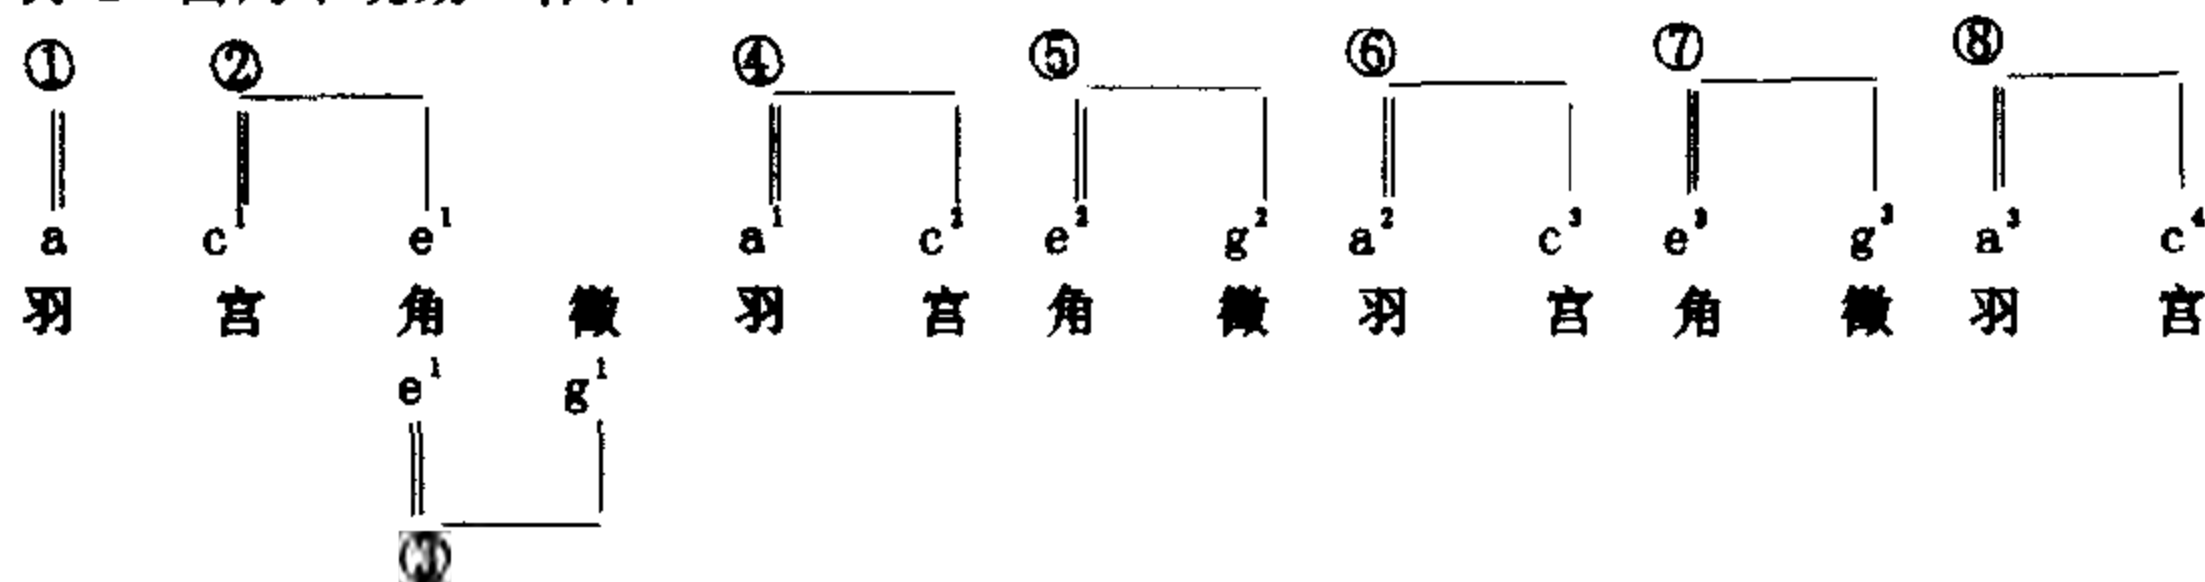 ① ② ④ ⑤ ⑥ ⑦ ⑧
a c¹ e¹ a¹ c² e² g² a² c³ e³ g³ a³ c⁴
羽 宫 角 徵 羽 宫 角 徵 羽 宫 角 徵 羽 宫
e¹ g¹
③